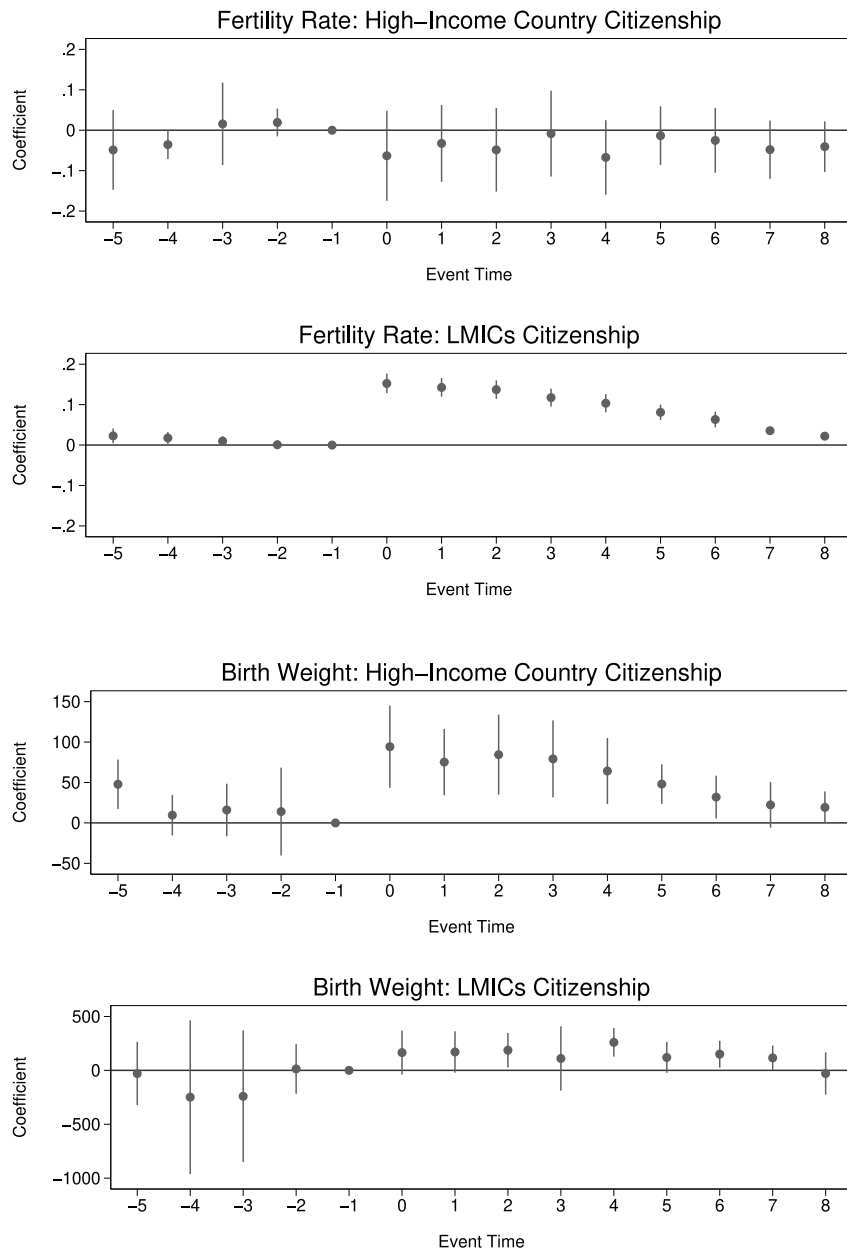 Fertility Rate: High–Income Country Citizenship
.2
.1
0
–.1
–.2
Coefficient
–5 –4 –3 –2 –1 0 1 2 3 4 5 6 7 8
Event Time
Fertility Rate: LMICs Citizenship
.2
.1
0
–.1
–.2
Coefficient
–5 –4 –3 –2 –1 0 1 2 3 4 5 6 7 8
Event Time
Birth Weight: High–Income Country Citizenship
150
100
50
0
–50
Coefficient
–5 –4 –3 –2 –1 0 1 2 3 4 5 6 7 8
Event Time
Birth Weight: LMICs Citizenship
500
0
–500
–1000
Coefficient
–5 –4 –3 –2 –1 0 1 2 3 4 5 6 7 8
Event Time